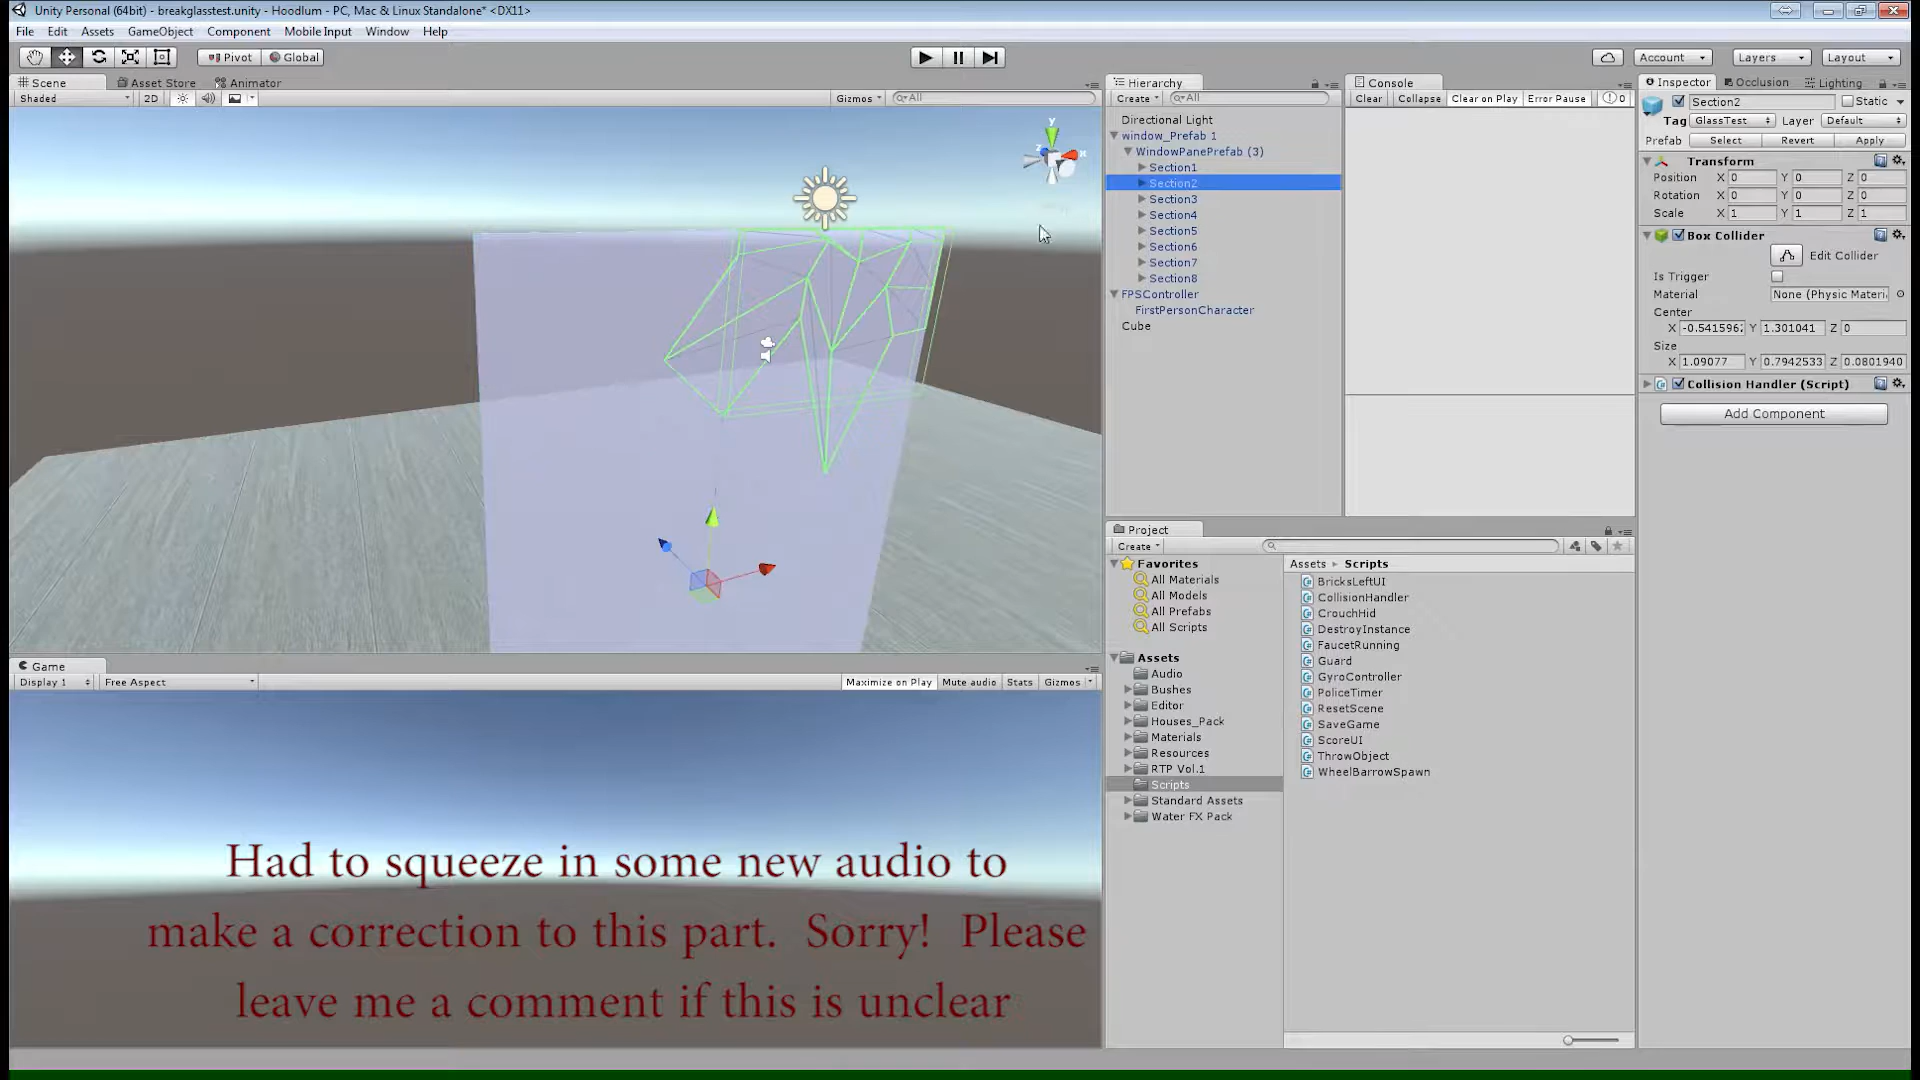 Unity Personal (64bit) - breakglasstest.unity - Hoodlum - PC, Mac & Linux Standalone* <DX11>
File Edit Assets GameObject Component Mobile Input Window Help
Pivot Global
Account Layers Layout
Scene Asset Store Animator
Shaded 2D Gizmos All
y
x
z
Game
Display 1 Free Aspect Maximize on Play Mute audio Stats Gizmos
Had to squeeze in some new audio to
make a correction to this part. Sorry! Please
leave me a comment if this is unclear
Hierarchy
Create All
Directional Light
window_Prefab 1
WindowPanePrefab (3)
Section1
Section2
Section3
Section4
Section5
Section6
Section7
Section8
FPSController
FirstPersonCharacter
Cube
Console
Clear Collapse Clear on Play Error Pause 0
Project
Create
Favorites
All Materials
All Models
All Prefabs
All Scripts
Assets
Audio
Bushes
Editor
Houses_Pack
Materials
Resources
RTP Vol.1
Scripts
Standard Assets
Water FX Pack
Assets Scripts
BricksLeftUI
CollisionHandler
CrouchHid
DestroyInstance
FaucetRunning
Guard
GyroController
PoliceTimer
ResetScene
SaveGame
ScoreUI
ThrowObject
WheelBarrowSpawn
Inspector Occlusion Lighting
Section2 Static
Tag GlassTest Layer Default
Prefab Select Revert Apply
Transform
Position X 0 Y 0 Z 0
Rotation X 0 Y 0 Z 0
Scale X 1 Y 1 Z 1
Box Collider
Edit Collider
Is Trigger
Material None (Physic Materi
Center
X -0.541596 Y 1.301041 Z 0
Size
X 1.09077 Y 0.7942533 Z 0.0801940
Collision Handler (Script)
Add Component